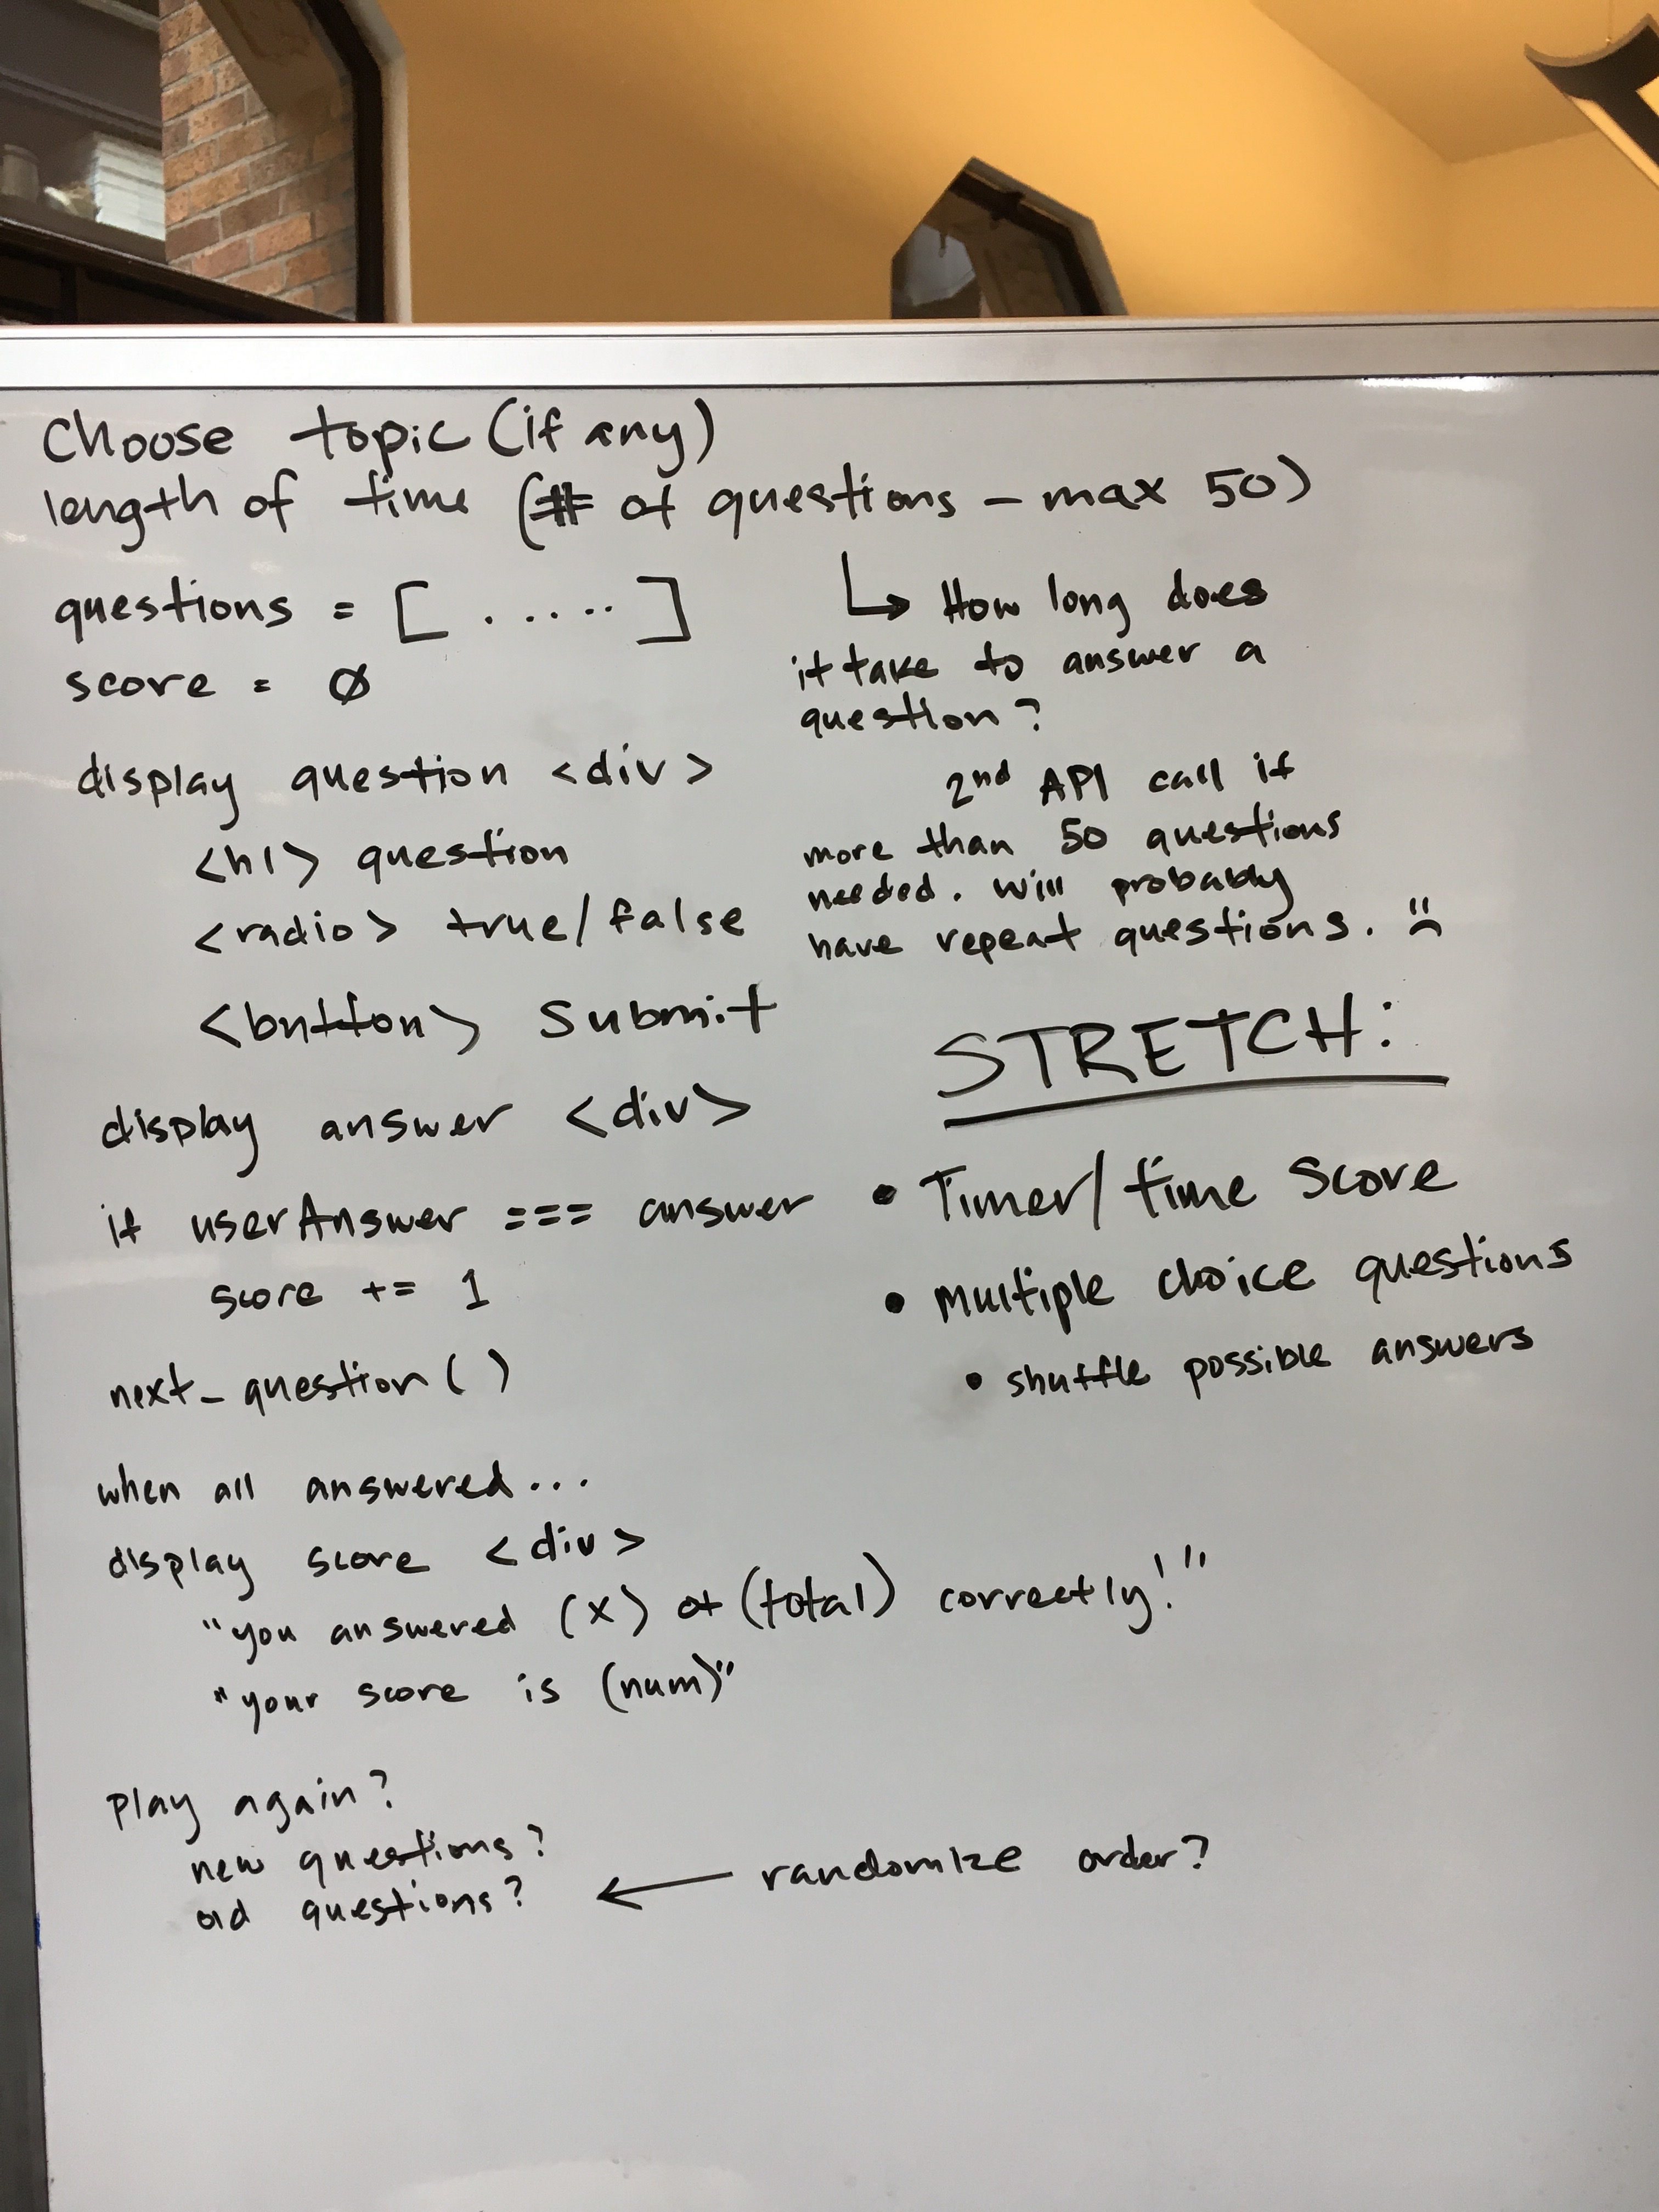 Choose topic (if any)
length of time (# of questions – max 50)
↳ How long does
it take to answer a
question?
2nd API call if
more than 50 questions
needed. Will probably
have repeat questions. ☹
questions = [ ..... ]
score = Ø
display question <div>
<h1> question
<radio> true/false
<button> Submit
display answer <div>
if userAnswer === answer
score += 1
next_question()
when all answered...
display score <div>
"you answered (x) of (total) correctly!"
"your score is (num)"
play again?
new questions?
old questions? ← randomize order?
STRETCH:
• Timer/time score
• Multiple choice questions
• shuffle possible answers